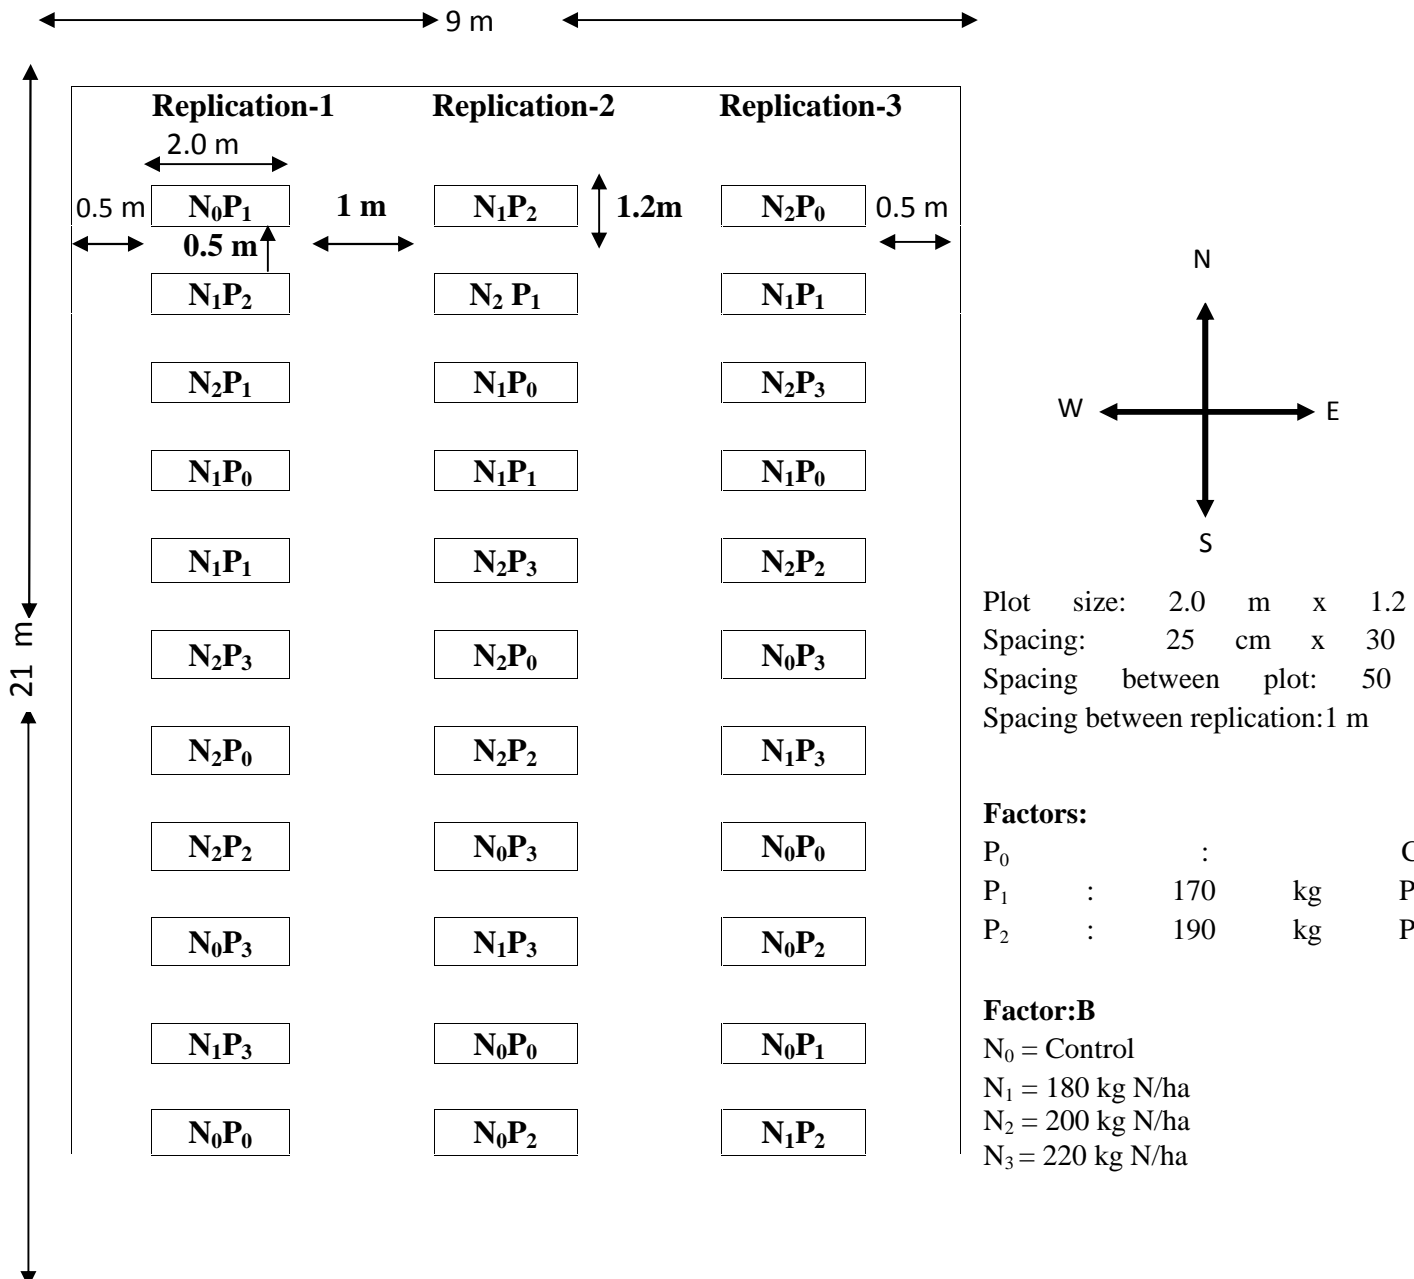 9 m
Replication-1 Replication-2 Replication-3
2.0 m
0.5 m N₀P₁ 1 m N₁P₂ 1.2m N₂P₀ 0.5 m
0.5 m
N₁P₂ N₂ P₁ N₁P₁
N₂P₁ N₁P₀ N₂P₃
N₁P₀ N₁P₁ N₁P₀
N₁P₁ N₂P₃ N₂P₂
N₂P₃ N₂P₀ N₀P₃
N₂P₀ N₂P₂ N₁P₃
N₂P₂ N₀P₃ N₀P₀
N₀P₃ N₁P₃ N₀P₂
N₁P₃ N₀P₀ N₀P₁
N₀P₀ N₀P₂ N₁P₂
21 m
N
W E
S
Plot size: 2.0 m x 1.2
Spacing: 25 cm x 30
Spacing between plot: 50
Spacing between replication:1 m
Factors:
P₀ :
P₁ : 170 kg P
P₂ : 190 kg P
Factor:B
N₀ = Control
N₁ = 180 kg N/ha
N₂ = 200 kg N/ha
N₃ = 220 kg N/ha